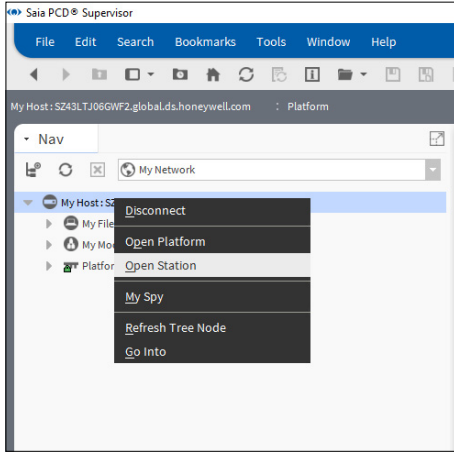 Saia PCD® Supervisor
File Edit Search Bookmarks Tools Window Help
My Host : SZ43LTJ06GWF2.global.ds.honeywell.com : Platform
Nav
My Network
My Host : SZ
My File
My Mo
Platfor
Disconnect
Open Platform
Open Station
My Spy
Refresh Tree Node
Go Into